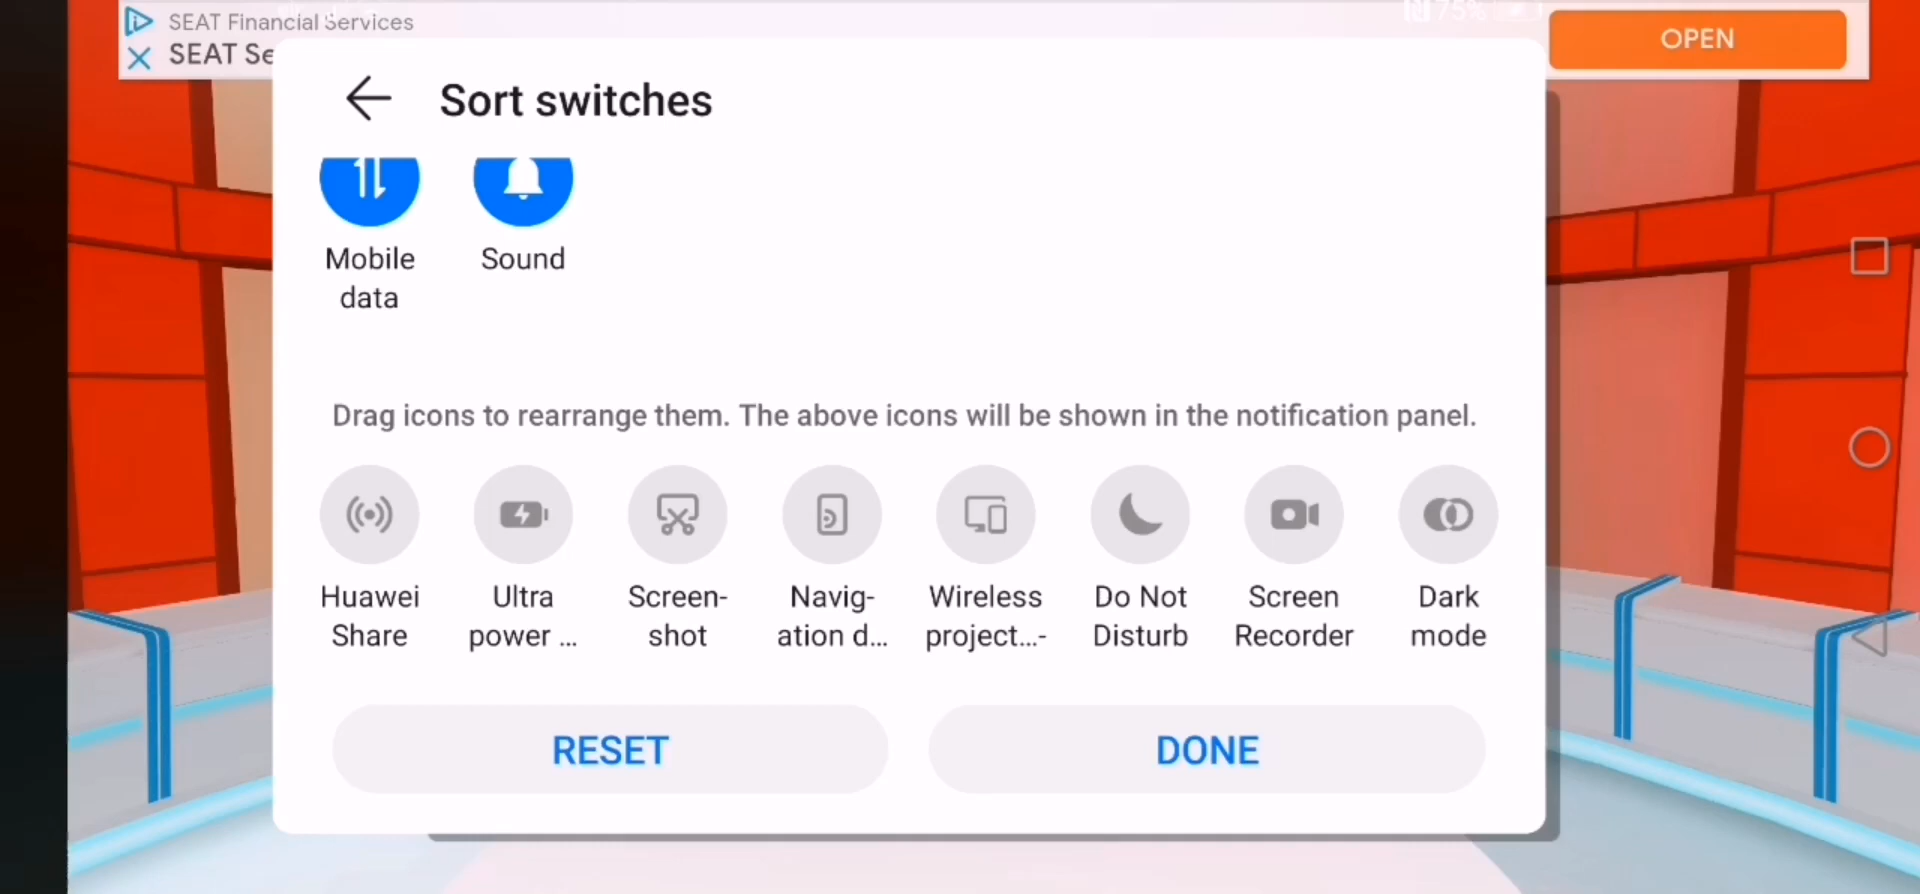 SEAT Financial Services
75%
SEAT Se
OPEN
Sort switches
Mobile
data
Sound
Drag icons to rearrange them. The above icons will be shown in the notification panel.
Huawei
Share
Ultra
power ...
Screen-
shot
Navig-
ation d...
Wireless
project...-
Do Not
Disturb
Screen
Recorder
Dark
mode
RESET
DONE